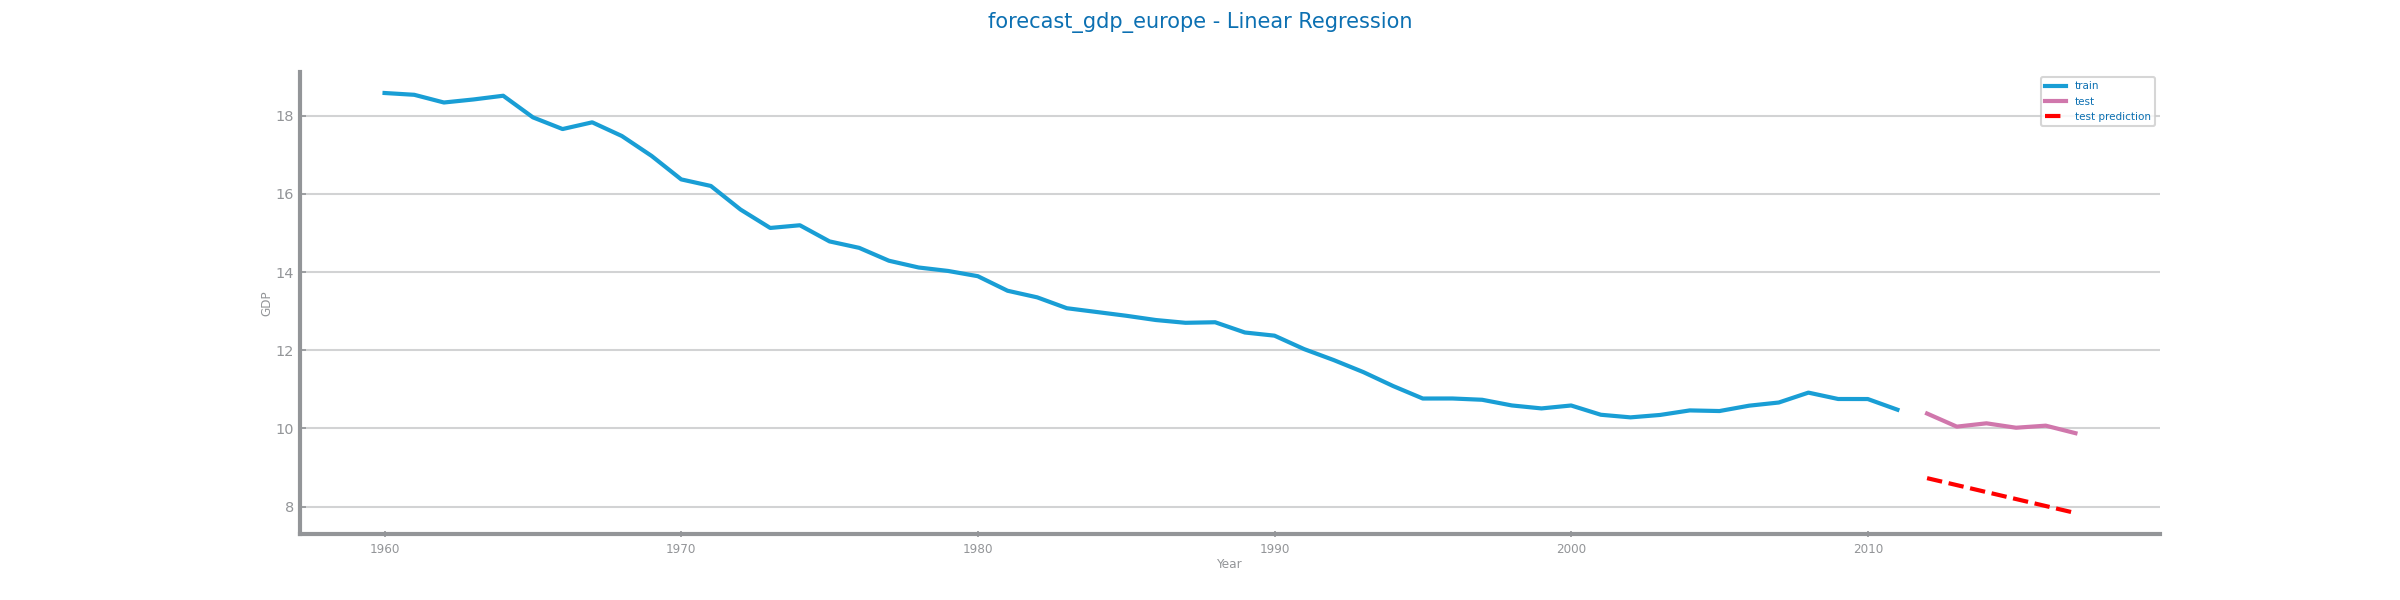 forecast_gdp_europe - Linear Regression
train
test
test prediction
18
16
14
12
10
8
GDP
1960 1970 1980 1990 2000 2010
Year